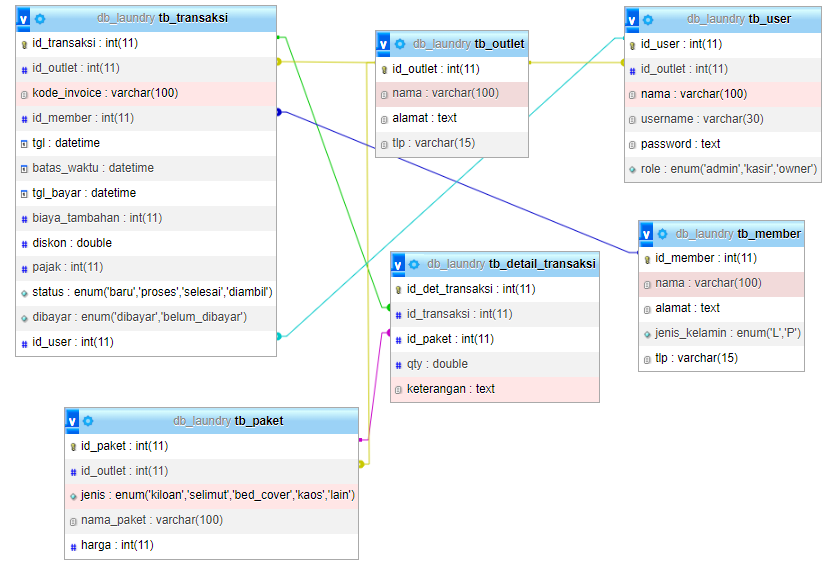 db_laundry tb_transaksi
id_transaksi : int(11)
id_outlet : int(11)
kode_invoice : varchar(100)
id_member : int(11)
tgl : datetime
batas_waktu : datetime
tgl_bayar : datetime
biaya_tambahan : int(11)
diskon : double
pajak : int(11)
status : enum('baru','proses','selesai','diambil')
dibayar : enum('dibayar','belum_dibayar')
id_user : int(11)
db_laundry tb_outlet
id_outlet : int(11)
nama : varchar(100)
alamat : text
tlp : varchar(15)
db_laundry tb_user
id_user : int(11)
id_outlet : int(11)
nama : varchar(100)
username : varchar(30)
password : text
role : enum('admin','kasir','owner')
db_laundry tb_member
id_member : int(11)
nama : varchar(100)
alamat : text
jenis_kelamin : enum('L','P')
tlp : varchar(15)
db_laundry tb_detail_transaksi
id_det_transaksi : int(11)
id_transaksi : int(11)
id_paket : int(11)
qty : double
keterangan : text
db_laundry tb_paket
id_paket : int(11)
id_outlet : int(11)
jenis : enum('kiloan','selimut','bed_cover','kaos','lain')
nama_paket : varchar(100)
harga : int(11)